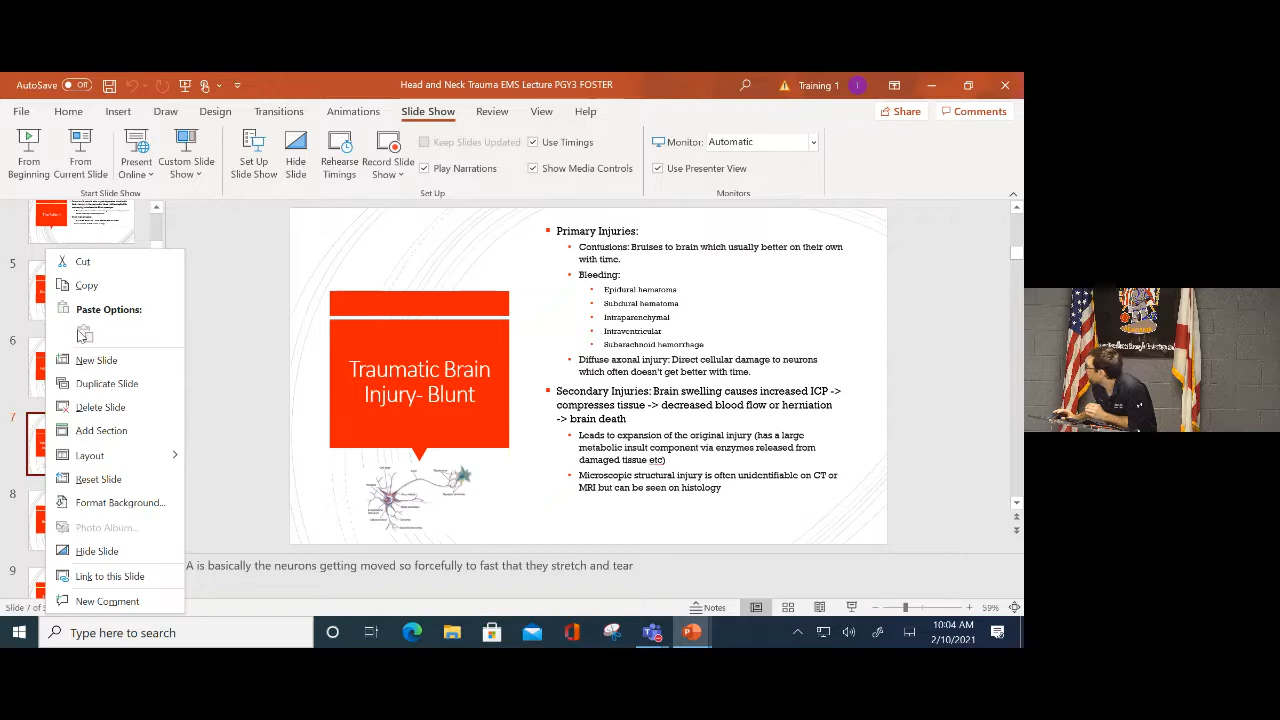 AutoSave Off
Head and Neck Trauma EMS Lecture PGY3 FOSTER
Training 1
File Home Insert Draw Design Transitions Animations Slide Show Review View Help
Share Comments
From Beginning
From Current Slide
Present Online
Custom Slide Show
Set Up Slide Show
Hide Slide
Rehearse Timings
Record Slide Show
Keep Slides Updated
Use Timings
Play Narrations
Show Media Controls
Monitor: Automatic
Use Presenter View
Start Slide Show
Set Up
Monitors
5
6
7
8
9
Cut
Copy
Paste Options:
New Slide
Duplicate Slide
Delete Slide
Add Section
Layout
Reset Slide
Format Background...
Photo Album...
Hide Slide
Link to this Slide
New Comment
Traumatic Brain
Injury- Blunt
Primary Injuries:
Contusions: Bruises to brain which usually better on their own
with time.
Bleeding:
Epidural hematoma
Subdural hematoma
Intraparenchymal
Intraventricular
Subarachnoid hemorrhage
Diffuse axonal injury: Direct cellular damage to neurons
which often doesn't get better with time.
Secondary Injuries: Brain swelling causes increased ICP ->
compresses tissue -> decreased blood flow or herniation
-> brain death
Leads to expansion of the original injury (has a large
metabolic insult component via enzymes released from
damaged tissue etc)
Microscopic structural injury is often unidentifiable on CT or
MRI but can be seen on histology
A is basically the neurons getting moved so forcefully to fast that they stretch and tear
Slide 7 of
Notes
59%
Type here to search
10:04 AM
2/10/2021